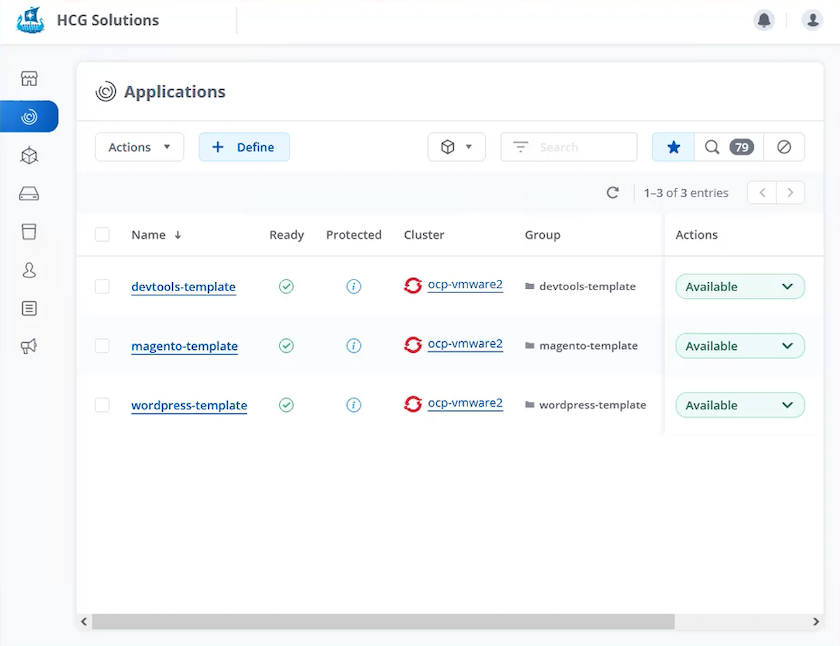 HCG Solutions
Applications
Actions
Define
Search
79
1–3 of 3 entries
Name Ready Protected Cluster Group Actions
devtools-template ocp-vmware2 devtools-template Available
magento-template ocp-vmware2 magento-template Available
wordpress-template ocp-vmware2 wordpress-template Available